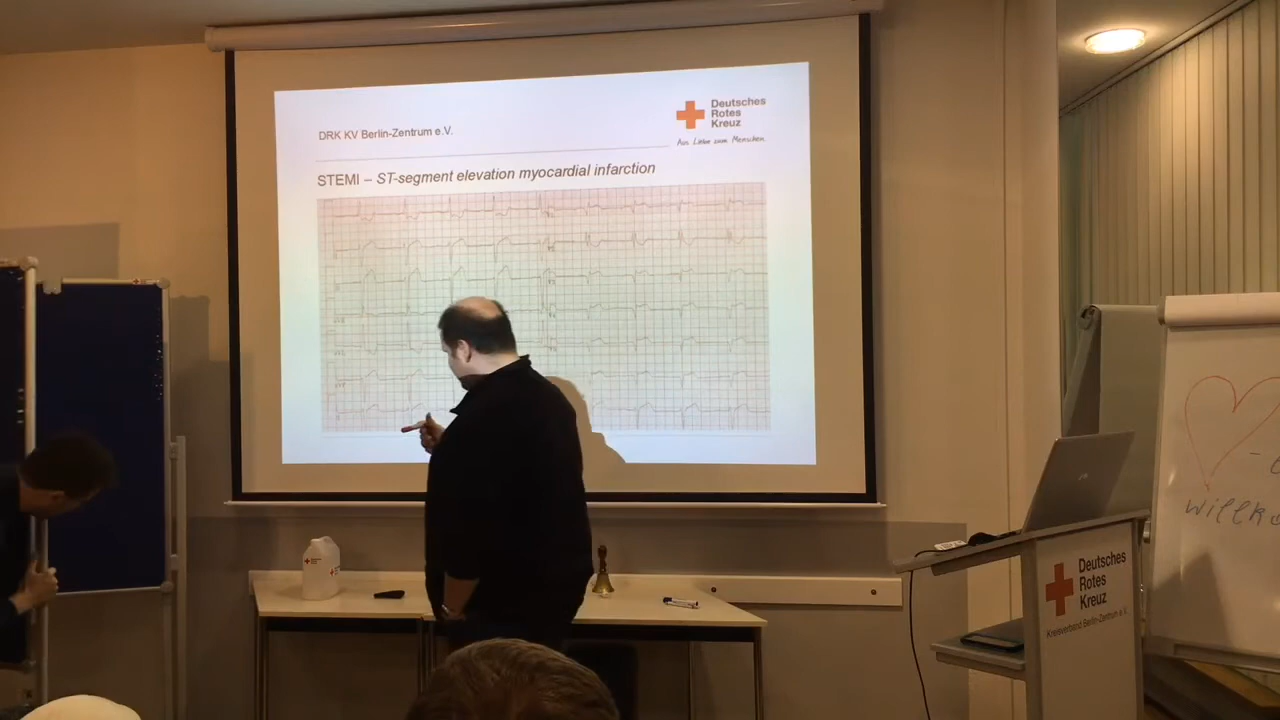 DRK KV Berlin-Zentrum e.V.
Deutsches
Rotes
Kreuz
Aus Liebe zum Menschen.
STEMI – ST-segment elevation myocardial infarction
Deutsches
Rotes
Kreuz
Kreisverband Berlin-Zentrum e.V.